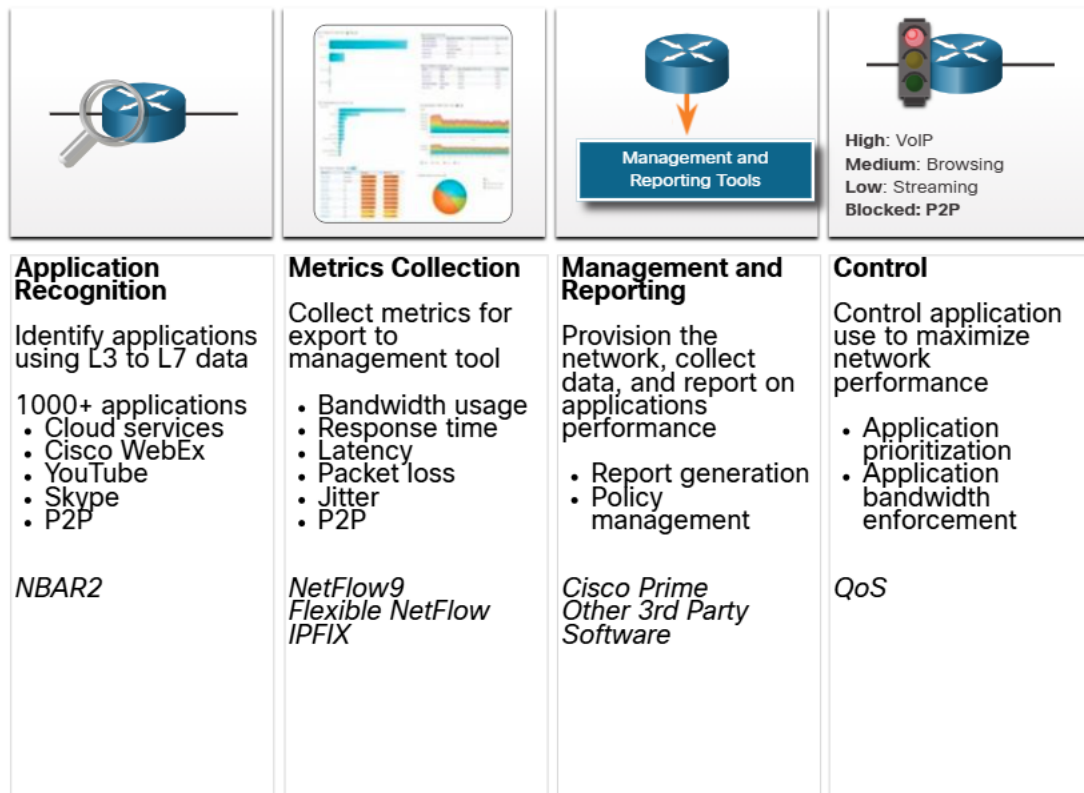 Management and
Reporting Tools
High: VoIP
Medium: Browsing
Low: Streaming
Blocked: P2P
Application
Recognition
Identify applications
using L3 to L7 data
1000+ applications
• Cloud services
• Cisco WebEx
• YouTube
• Skype
• P2P
NBAR2
Metrics Collection
Collect metrics for
export to
management tool
• Bandwidth usage
• Response time
• Latency
• Packet loss
• Jitter
• P2P
NetFlow9
Flexible NetFlow
IPFIX
Management and
Reporting
Provision the
network, collect
data, and report on
applications
performance
• Report generation
• Policy
management
Cisco Prime
Other 3rd Party
Software
Control
Control application
use to maximize
network
performance
• Application
prioritization
• Application
bandwidth
enforcement
QoS